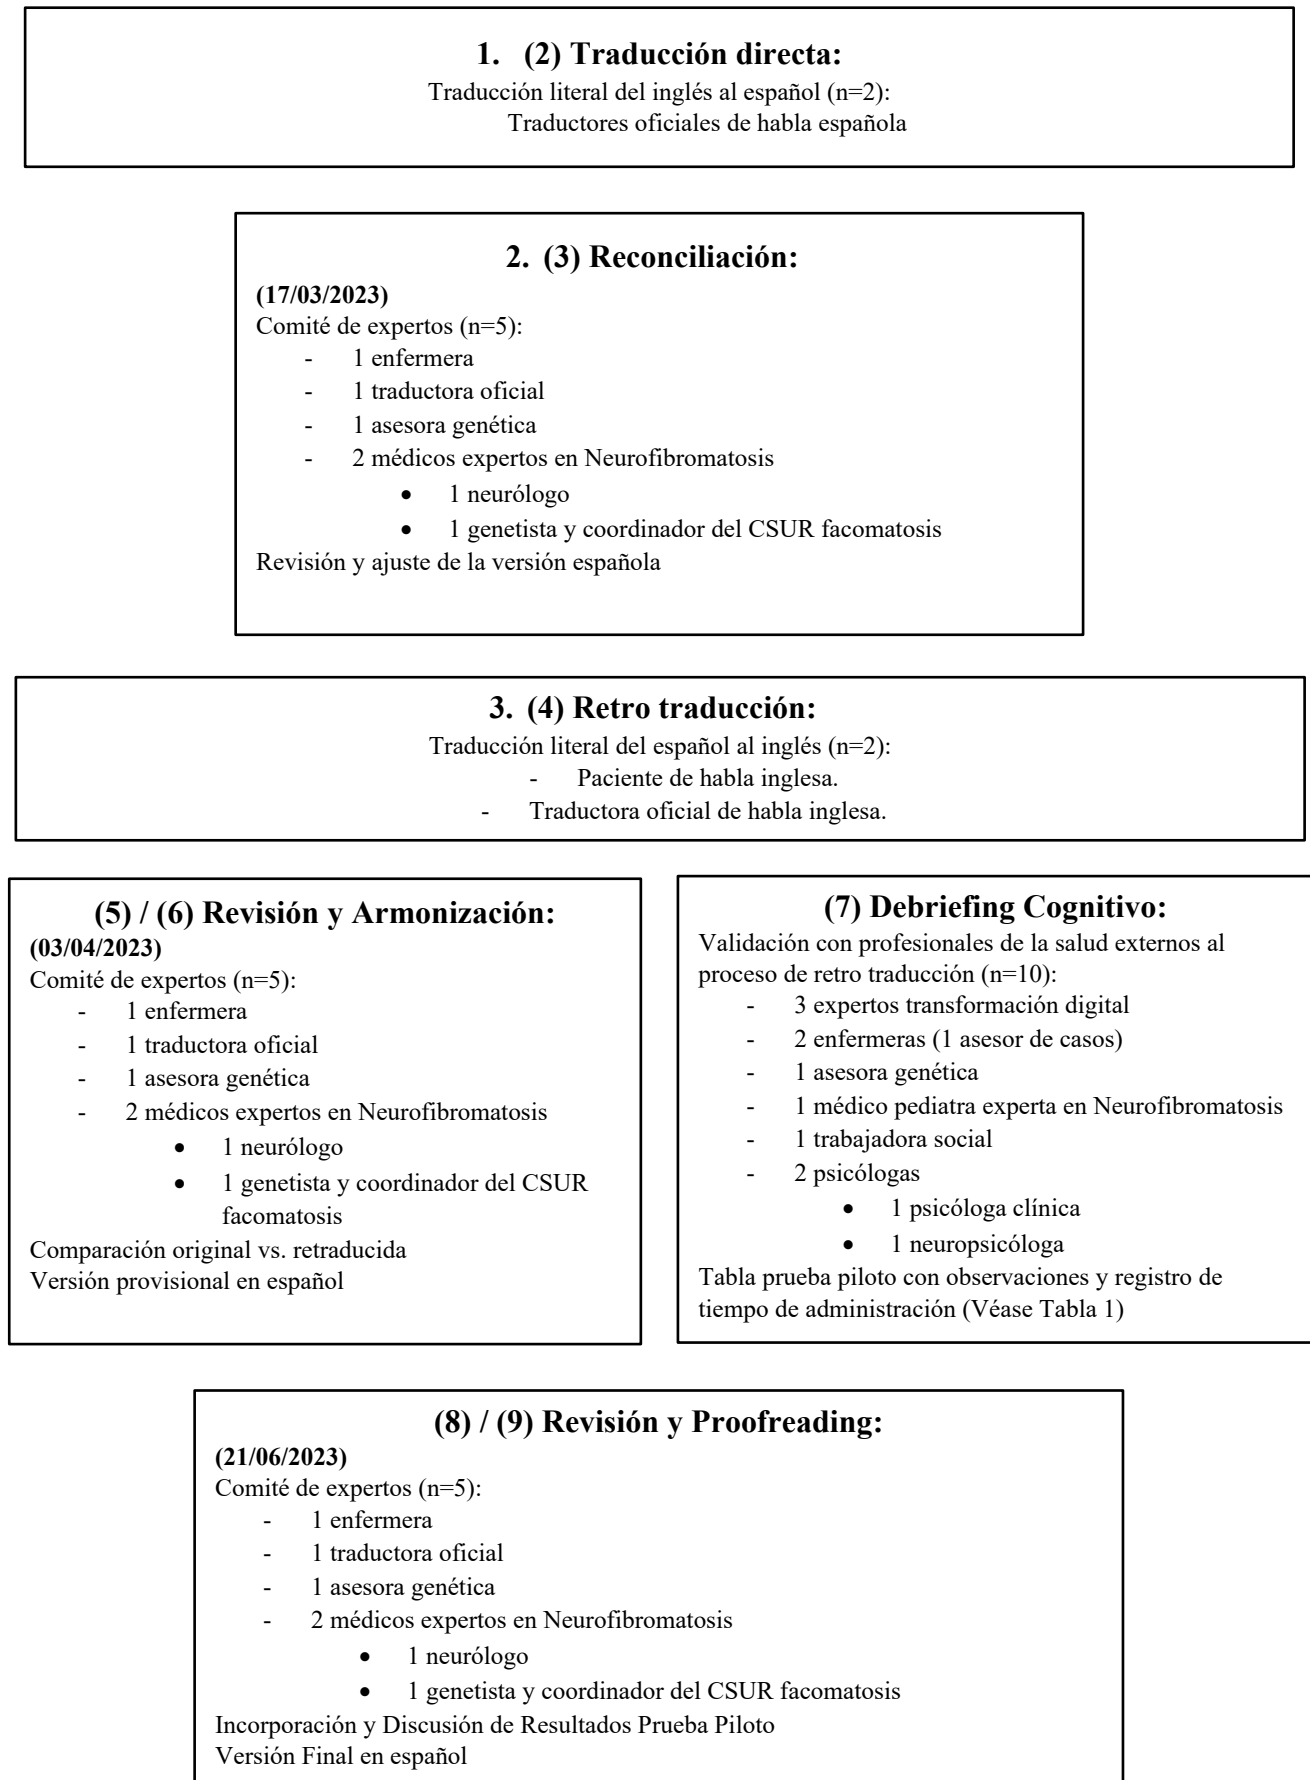 1. (2) Traducción directa:
Traducción literal del inglés al español (n=2):
Traductores oficiales de habla española
2. (3) Reconciliación:
(17/03/2023)
Comité de expertos (n=5):
- 1 enfermera
- 1 traductora oficial
- 1 asesora genética
- 2 médicos expertos en Neurofibromatosis
• 1 neurólogo
• 1 genetista y coordinador del CSUR facomatosis
Revisión y ajuste de la versión española
3. (4) Retro traducción:
Traducción literal del español al inglés (n=2):
- Paciente de habla inglesa.
- Traductora oficial de habla inglesa.
(5) / (6) Revisión y Armonización:
(03/04/2023)
Comité de expertos (n=5):
- 1 enfermera
- 1 traductora oficial
- 1 asesora genética
- 2 médicos expertos en Neurofibromatosis
• 1 neurólogo
• 1 genetista y coordinador del CSUR
facomatosis
Comparación original vs. retraducida
Versión provisional en español
(7) Debriefing Cognitivo:
Validación con profesionales de la salud externos al
proceso de retro traducción (n=10):
- 3 expertos transformación digital
- 2 enfermeras (1 asesor de casos)
- 1 asesora genética
- 1 médico pediatra experta en Neurofibromatosis
- 1 trabajadora social
- 2 psicólogas
• 1 psicóloga clínica
• 1 neuropsicóloga
Tabla prueba piloto con observaciones y registro de
tiempo de administración (Véase Tabla 1)
(8) / (9) Revisión y Proofreading:
(21/06/2023)
Comité de expertos (n=5):
- 1 enfermera
- 1 traductora oficial
- 1 asesora genética
- 2 médicos expertos en Neurofibromatosis
• 1 neurólogo
• 1 genetista y coordinador del CSUR facomatosis
Incorporación y Discusión de Resultados Prueba Piloto
Versión Final en español